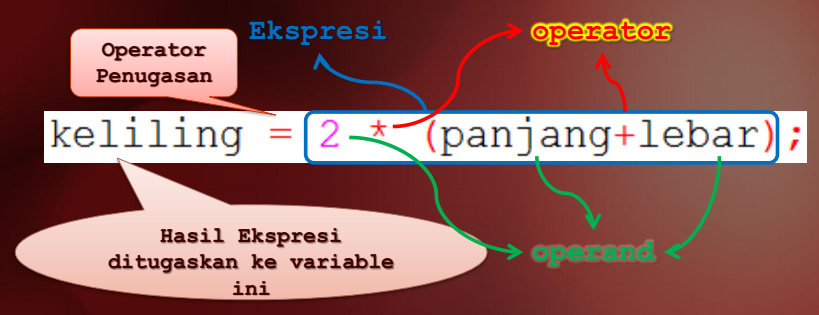 Ekspresi
operator
Operator
Penugasan
keliling = 2 * (panjang+lebar);
Hasil Ekspresi
ditugaskan ke variable
ini
operand